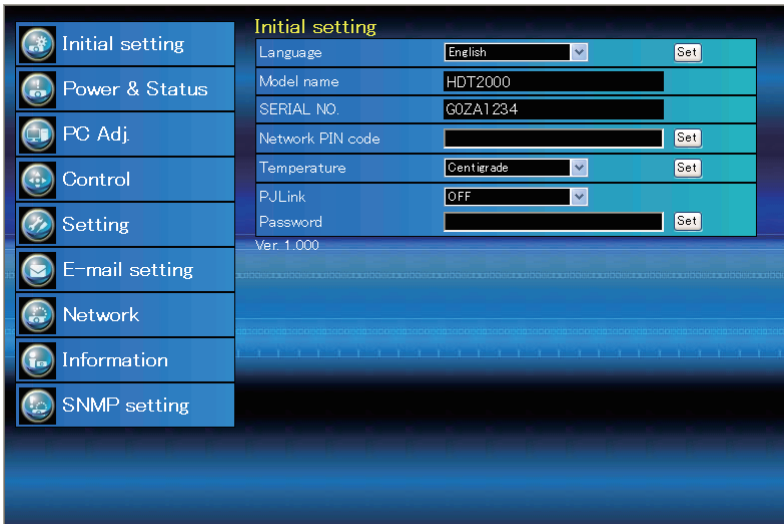 Initial setting
Power & Status
PC Adj.
Control
Setting
E-mail setting
Network
Information
SNMP setting
Initial setting
Language English Set
Model name HDT2000
SERIAL NO. G0ZA1234
Network PIN code Set
Temperature Centigrade Set
PJLink OFF
Password Set
Ver. 1.000